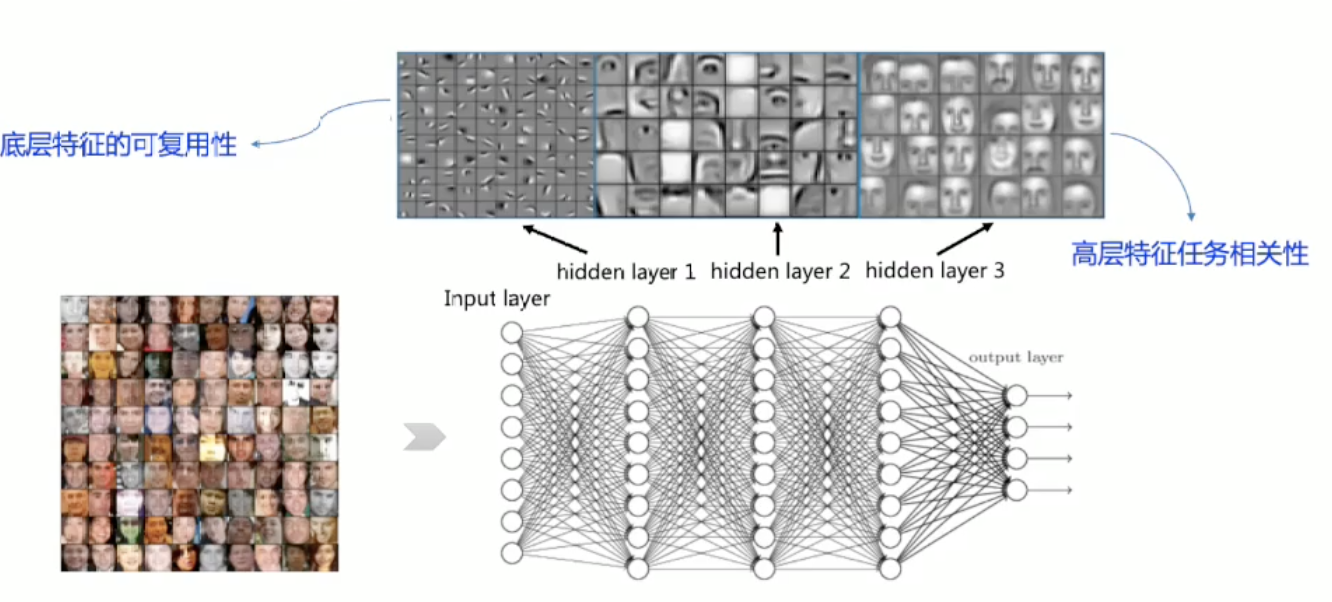 底层特征的可复用性
高层特征任务相关性
hidden layer 1
hidden layer 2
hidden layer 3
Input layer
output layer